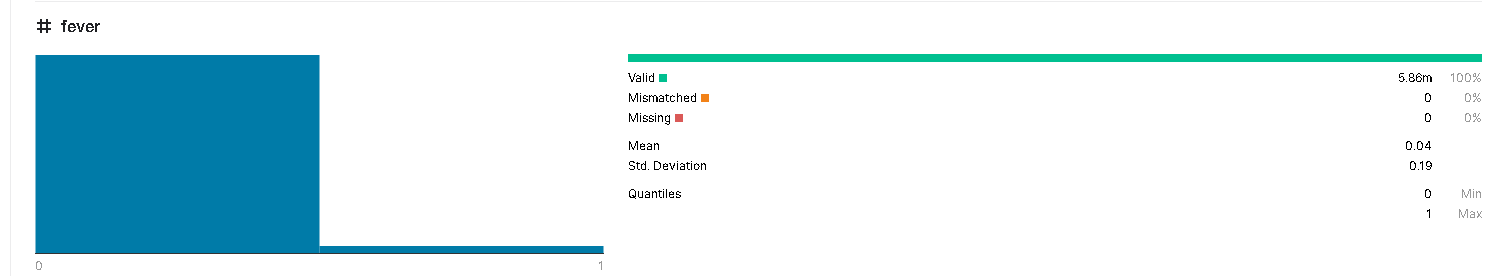 # fever
Valid 5.86m 100%
Mismatched 0 0%
Missing 0 0%
Mean 0.04
Std. Deviation 0.19
Quantiles 0 Min
1 Max
0 1